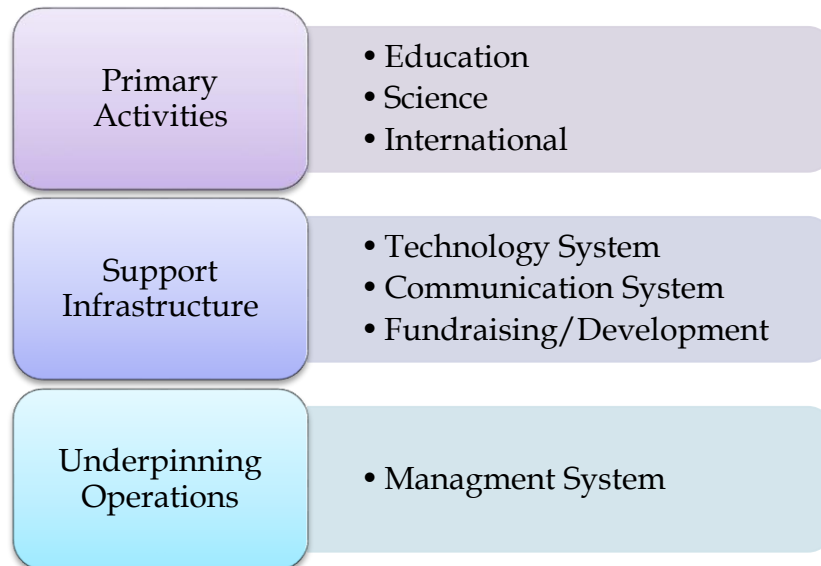 Primary
Activities
• Education
• Science
• International
Support
Infrastructure
• Technology System
• Communication System
• Fundraising/Development
Underpinning
Operations
• Managment System